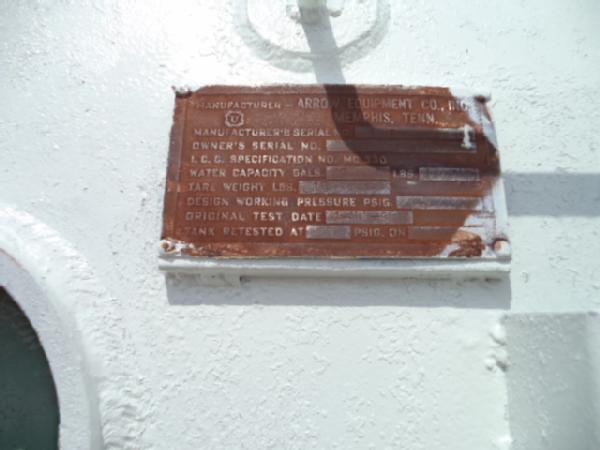 MANUFACTURER - ARROW EQUIPMENT CO., INC.
MEMPHIS, TENN.
U
MANUFACTURER'S SERIAL NO.
OWNER'S SERIAL NO.
I.C.C. SPECIFICATION NO. MC 330
WATER CAPACITY GALS. LBS.
TARE WEIGHT LBS.
DESIGN WORKING PRESSURE PSIG.
ORIGINAL TEST DATE
TANK RETESTED AT PSIG. ON